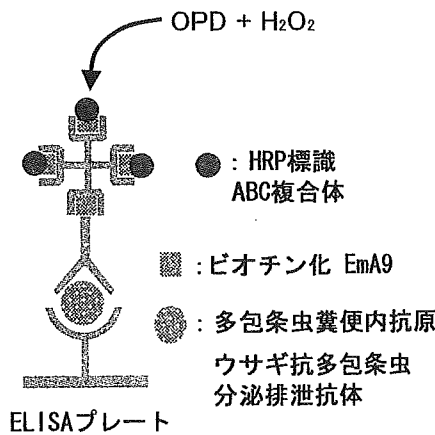 OPD + H₂O₂
: HRP標識
ABC複合体
: ビオチン化 EmA9
: 多包条虫糞便内抗原
ウサギ抗多包条虫
分泌排泄抗体
ELISAプレート